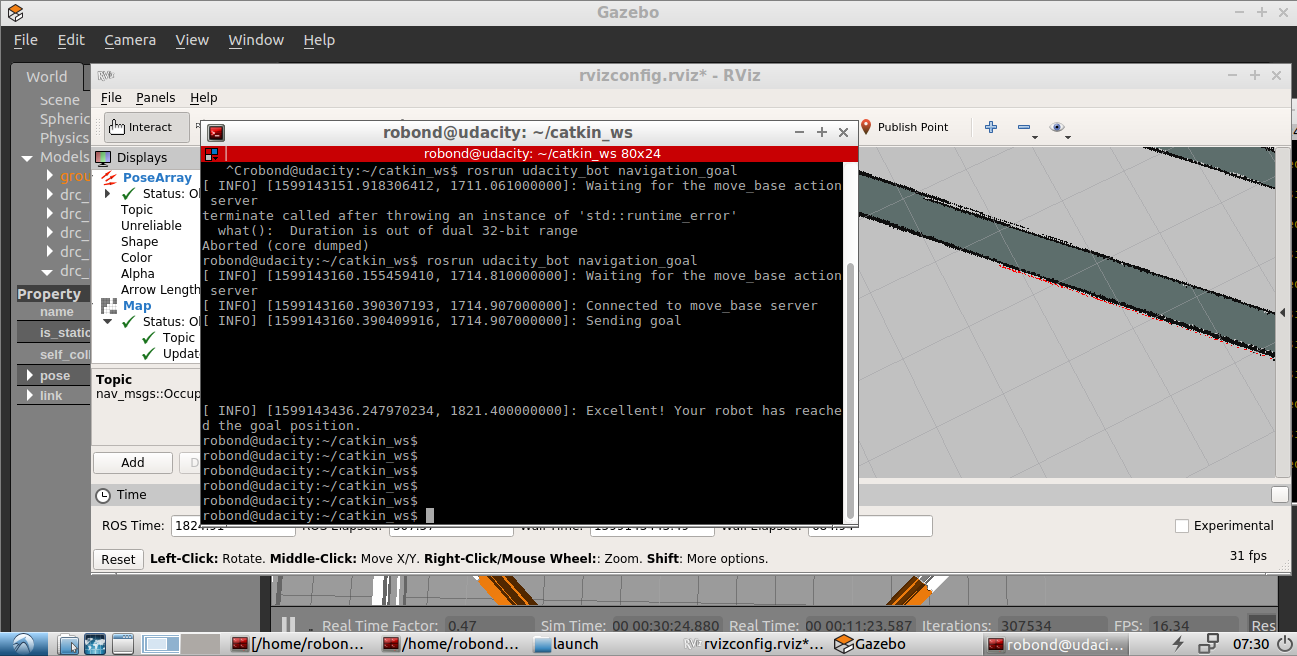 Gazebo
File Edit Camera View Window Help
World
Scene
Spheric
Physics
Models
drc_
drc_
drc_
drc_
drc_
Property
name
is_static
self_coll
pose
link
rvizconfig.rviz* - RViz
File Panels Help
Interact
Publish Point
Displays
PoseArray
Status: O
Topic
Unreliable
Shape
Color
Alpha
Arrow Length
Map
Status: O
Topic
Updat
Topic
nav_msgs::Occup
Add
robond@udacity: ~/catkin_ws
robond@udacity: ~/catkin_ws 80x24
^Crobond@udacity:~/catkin_ws$ rosrun udacity_bot navigation_goal
[ INFO] [1599143151.918306412, 1711.061000000]: Waiting for the move_base action
server
terminate called after throwing an instance of 'std::runtime_error'
what():  Duration is out of dual 32-bit range
Aborted (core dumped)
robond@udacity:~/catkin_ws$ rosrun udacity_bot navigation_goal
[ INFO] [1599143160.155459410, 1714.810000000]: Waiting for the move_base action
server
[ INFO] [1599143160.390307193, 1714.907000000]: Connected to move_base server
[ INFO] [1599143160.390409916, 1714.907000000]: Sending goal
[ INFO] [1599143436.247970234, 1821.400000000]: Excellent! Your robot has reache
d the goal position.
robond@udacity:~/catkin_ws$
robond@udacity:~/catkin_ws$
robond@udacity:~/catkin_ws$
robond@udacity:~/catkin_ws$
robond@udacity:~/catkin_ws$
robond@udacity:~/catkin_ws$
Time
ROS Time:
Experimental
Reset Left-Click: Rotate. Middle-Click: Move X/Y. Right-Click/Mouse Wheel:: Zoom. Shift: More options.
31 fps
Real Time Factor: 0.47 Sim Time: 00 00:30:24.880 Real Time: 00 00:11:23.587 Iterations: 307534 FPS: 16.34 Res
[/home/robon... /home/robond... launch rvizconfig.rviz*... Gazebo robond@udaci... 07:30